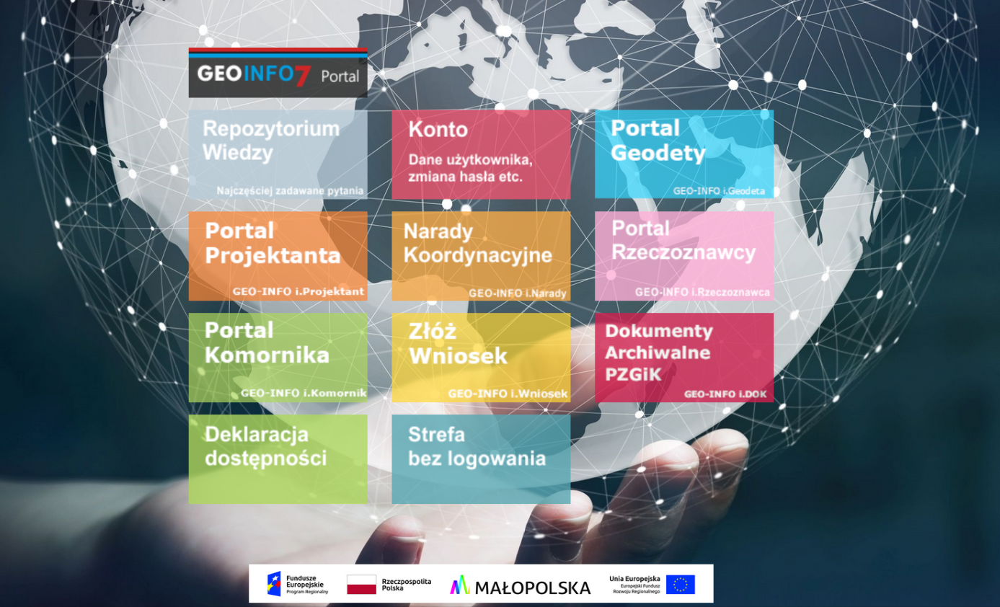 GEOINFO7 Portal
Repozytorium
Wiedzy
Najczęściej zadawane pytania
Konto
Dane użytkownika,
zmiana hasła etc.
Portal
Geodety
GEO-INFO i.Geodeta
Portal
Projektanta
GEO-INFO i.Projektant
Narady
Koordynacyjne
GEO-INFO i.Narady
Portal
Rzeczoznawcy
GEO-INFO i.Rzeczoznawca
Portal
Komornika
GEO-INFO i.Komornik
Złóż
Wniosek
GEO-INFO i.Wniosek
Dokumenty
Archiwalne
PZGiK
GEO-INFO i.DOK
Deklaracja
dostępności
Strefa
bez logowania
Fundusze
Europejskie
Program Regionalny
Rzeczpospolita
Polska
MAŁOPOLSKA
Unia Europejska
Europejski Fundusz
Rozwoju Regionalnego